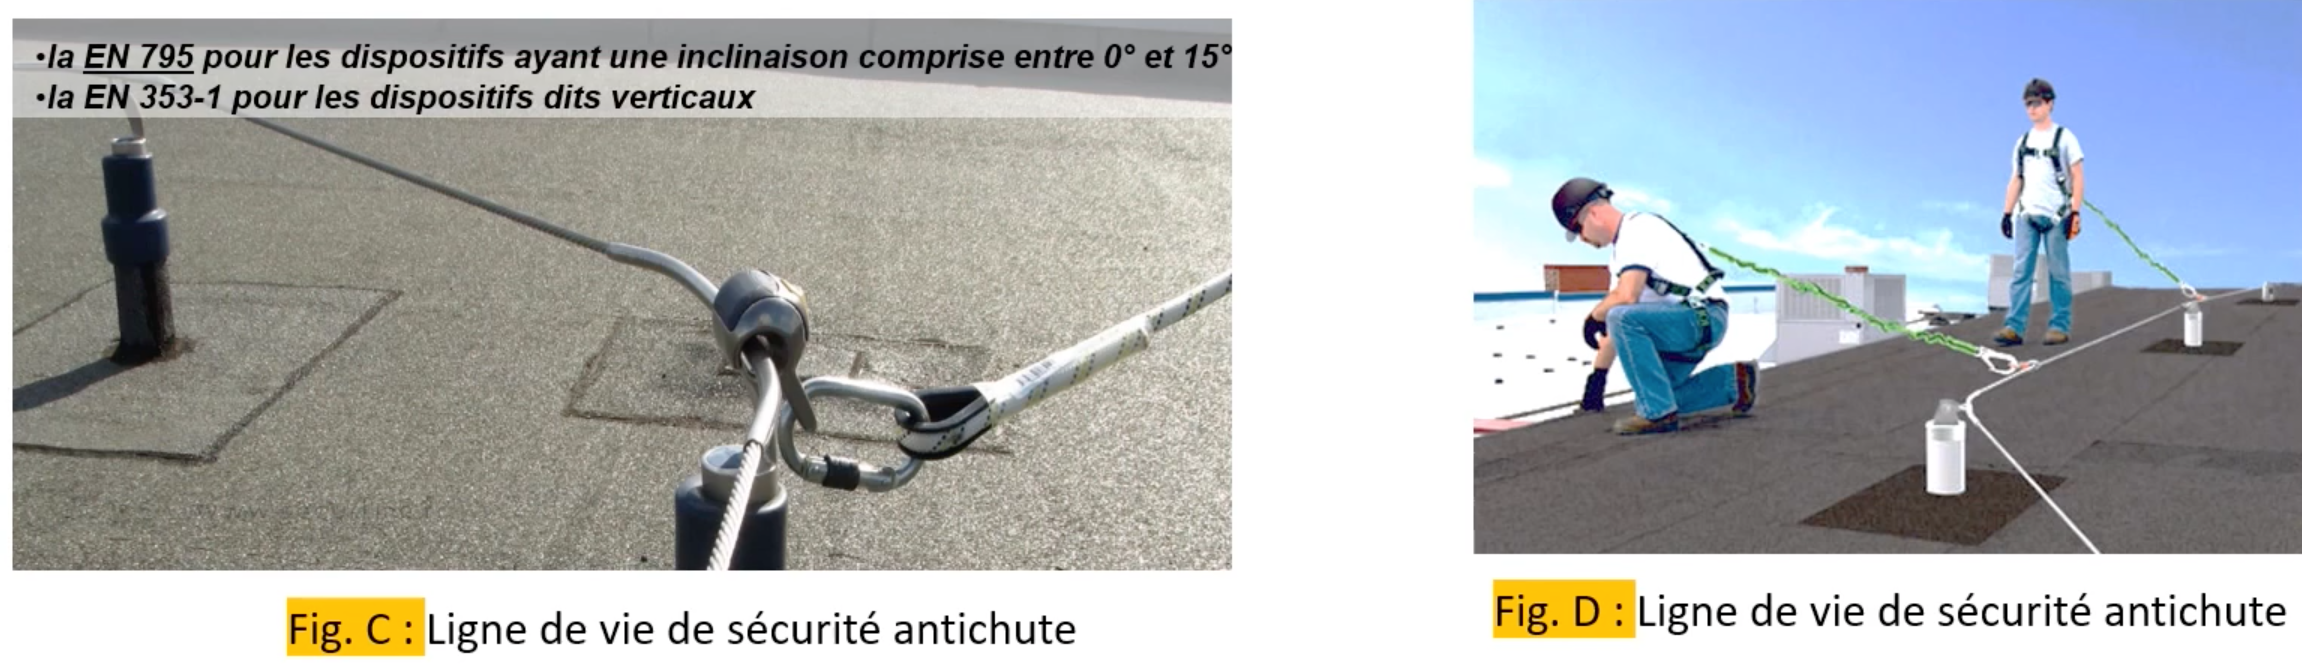 •la EN 795 pour les dispositifs ayant une inclinaison comprise entre 0° et 15°
•la EN 353-1 pour les dispositifs dits verticaux
Fig. C : Ligne de vie de sécurité antichute
Fig. D : Ligne de vie de sécurité antichute